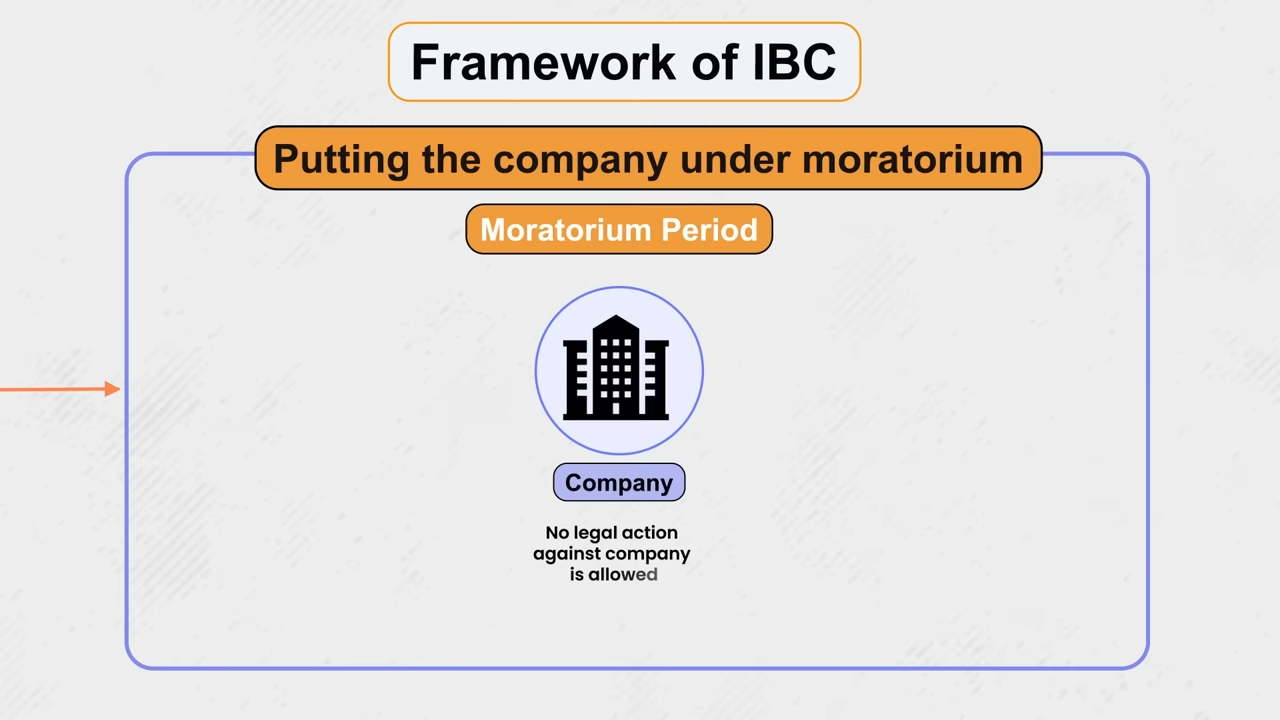 Framework of IBC
Putting the company under moratorium
Moratorium Period
Company
No legal action
against company
is allowed